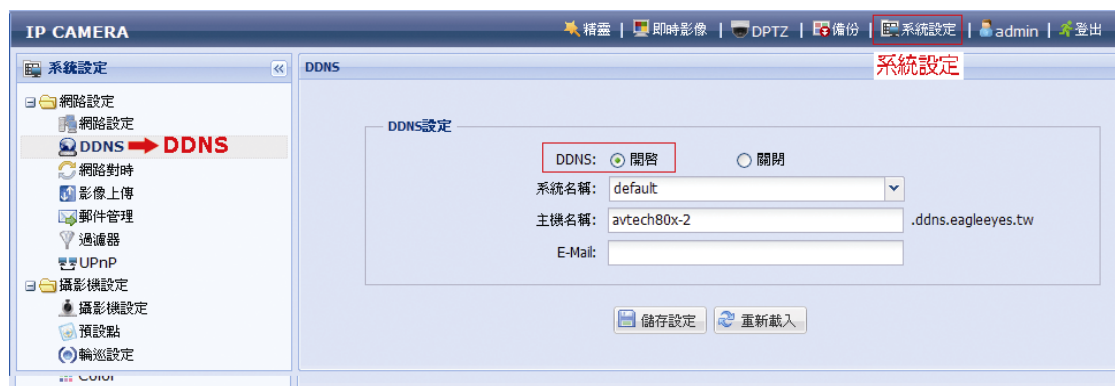 IP CAMERA
精靈 | 即時影像 | DPTZ | 備份 | 系統設定 | admin | 登出
系統設定
系統設定
DDNS
網路設定
網路設定
DDNS DDNS
網路對時
影像上傳
郵件管理
過濾器
UPnP
攝影機設定
攝影機設定
預設點
輪巡設定
Color
DDNS設定
DDNS: 開啓 關閉
系統名稱: default
主機名稱: avtech80x-2 .ddns.eagleeyes.tw
E-Mail:
儲存設定 重新載入